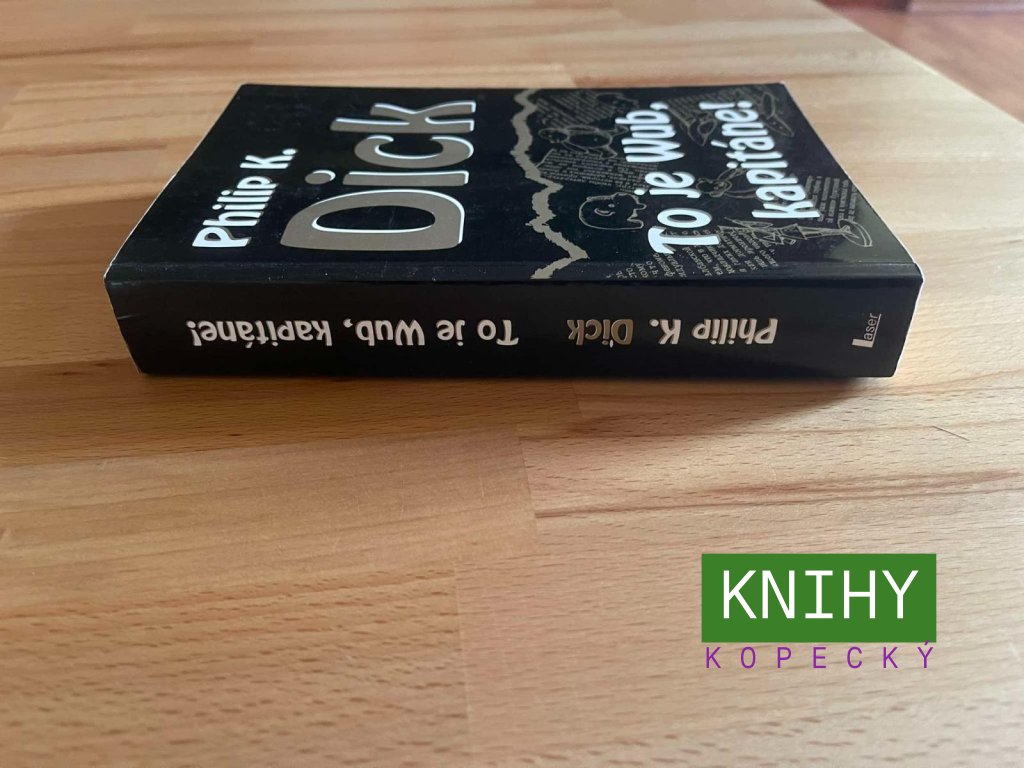 Philip K.
Dick
To je Wub,
kapitáne!
To je Wub, kapitáne!
Philip K. Dick
Laser
KNIHY
KOPECKÝ